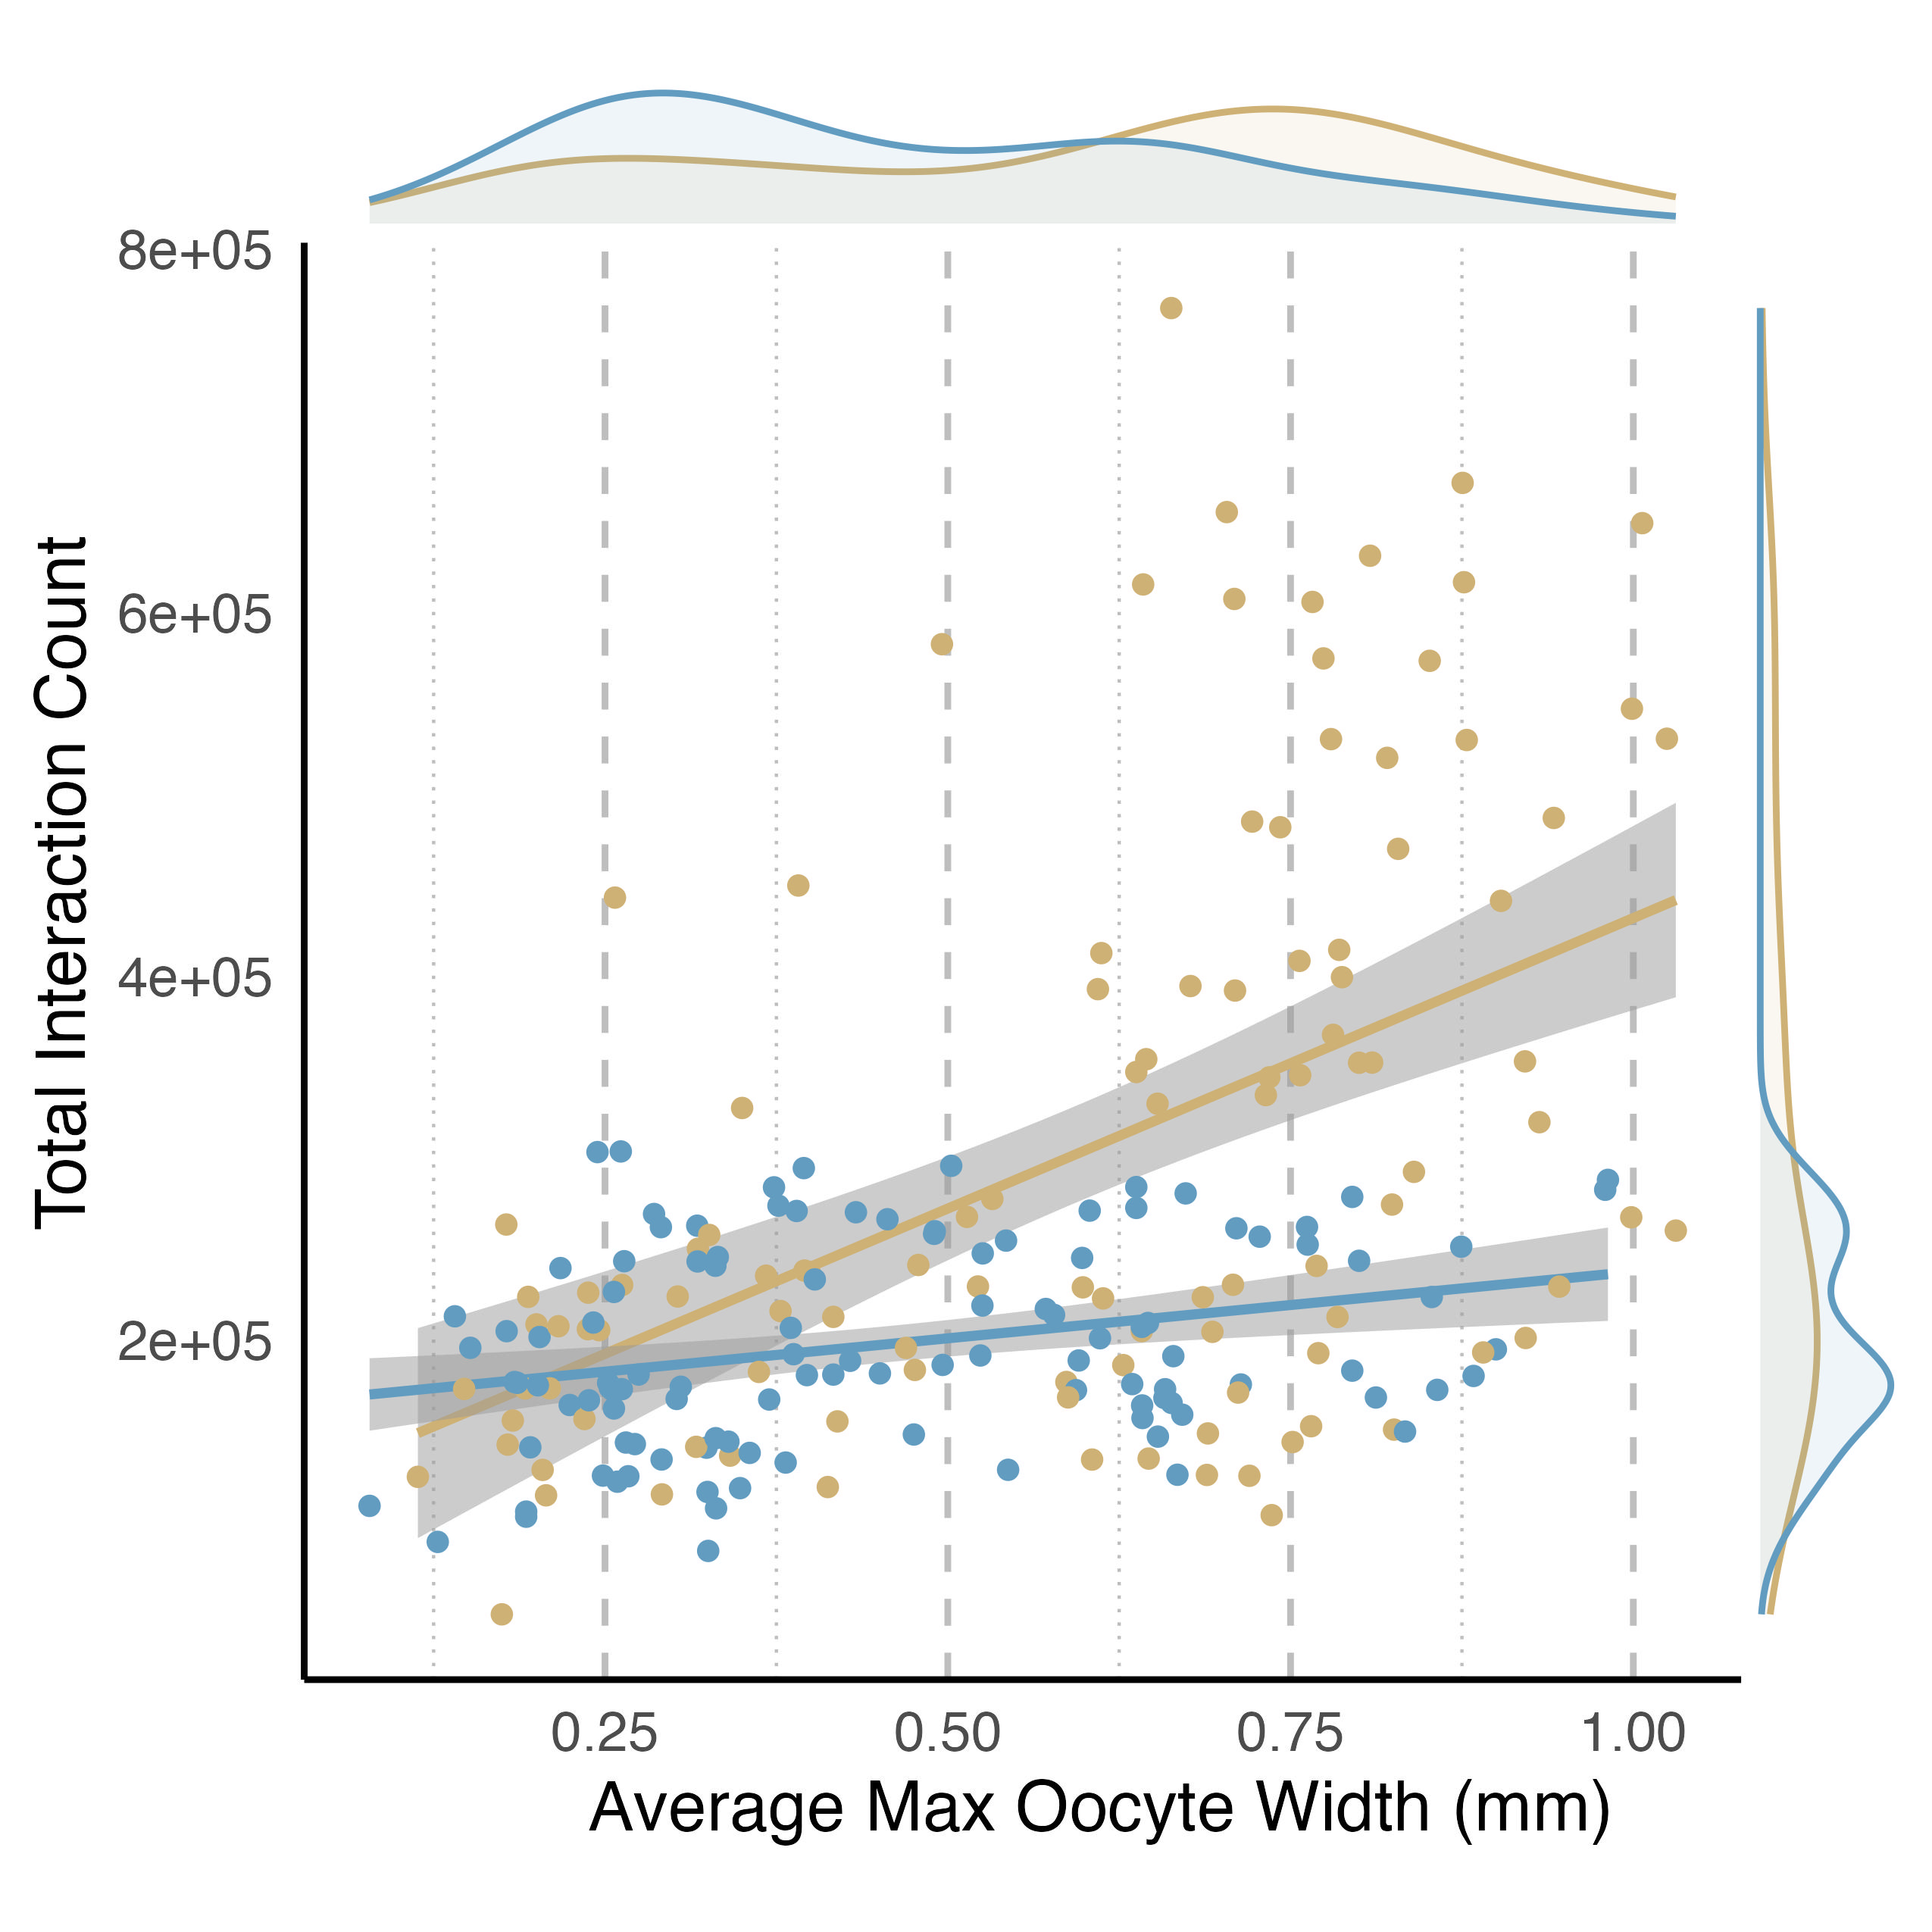 8e+05
6e+05
4e+05
2e+05
Total Interaction Count
0.25 0.50 0.75 1.00
Average Max Oocyte Width (mm)